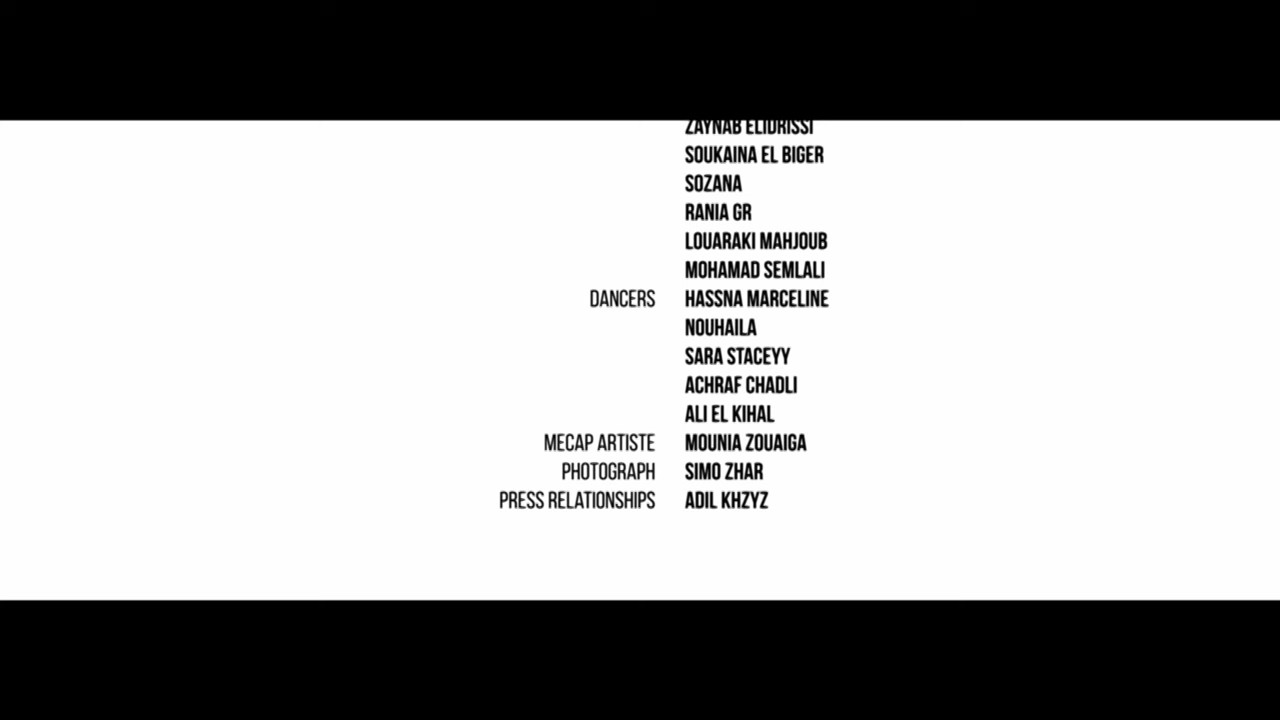 ZAYNAB ELIDRISSI
SOUKAINA EL BIGER
SOZANA
RANIA GR
LOUARAKI MAHJOUB
MOHAMAD SEMLALI
DANCERS HASSNA MARCELINE
NOUHAILA
SARA STACEYY
ACHRAF CHADLI
ALI EL KIHAL
MECAP ARTISTE MOUNIA ZOUAIGA
PHOTOGRAPH SIMO ZHAR
PRESS RELATIONSHIPS ADIL KHZYZ